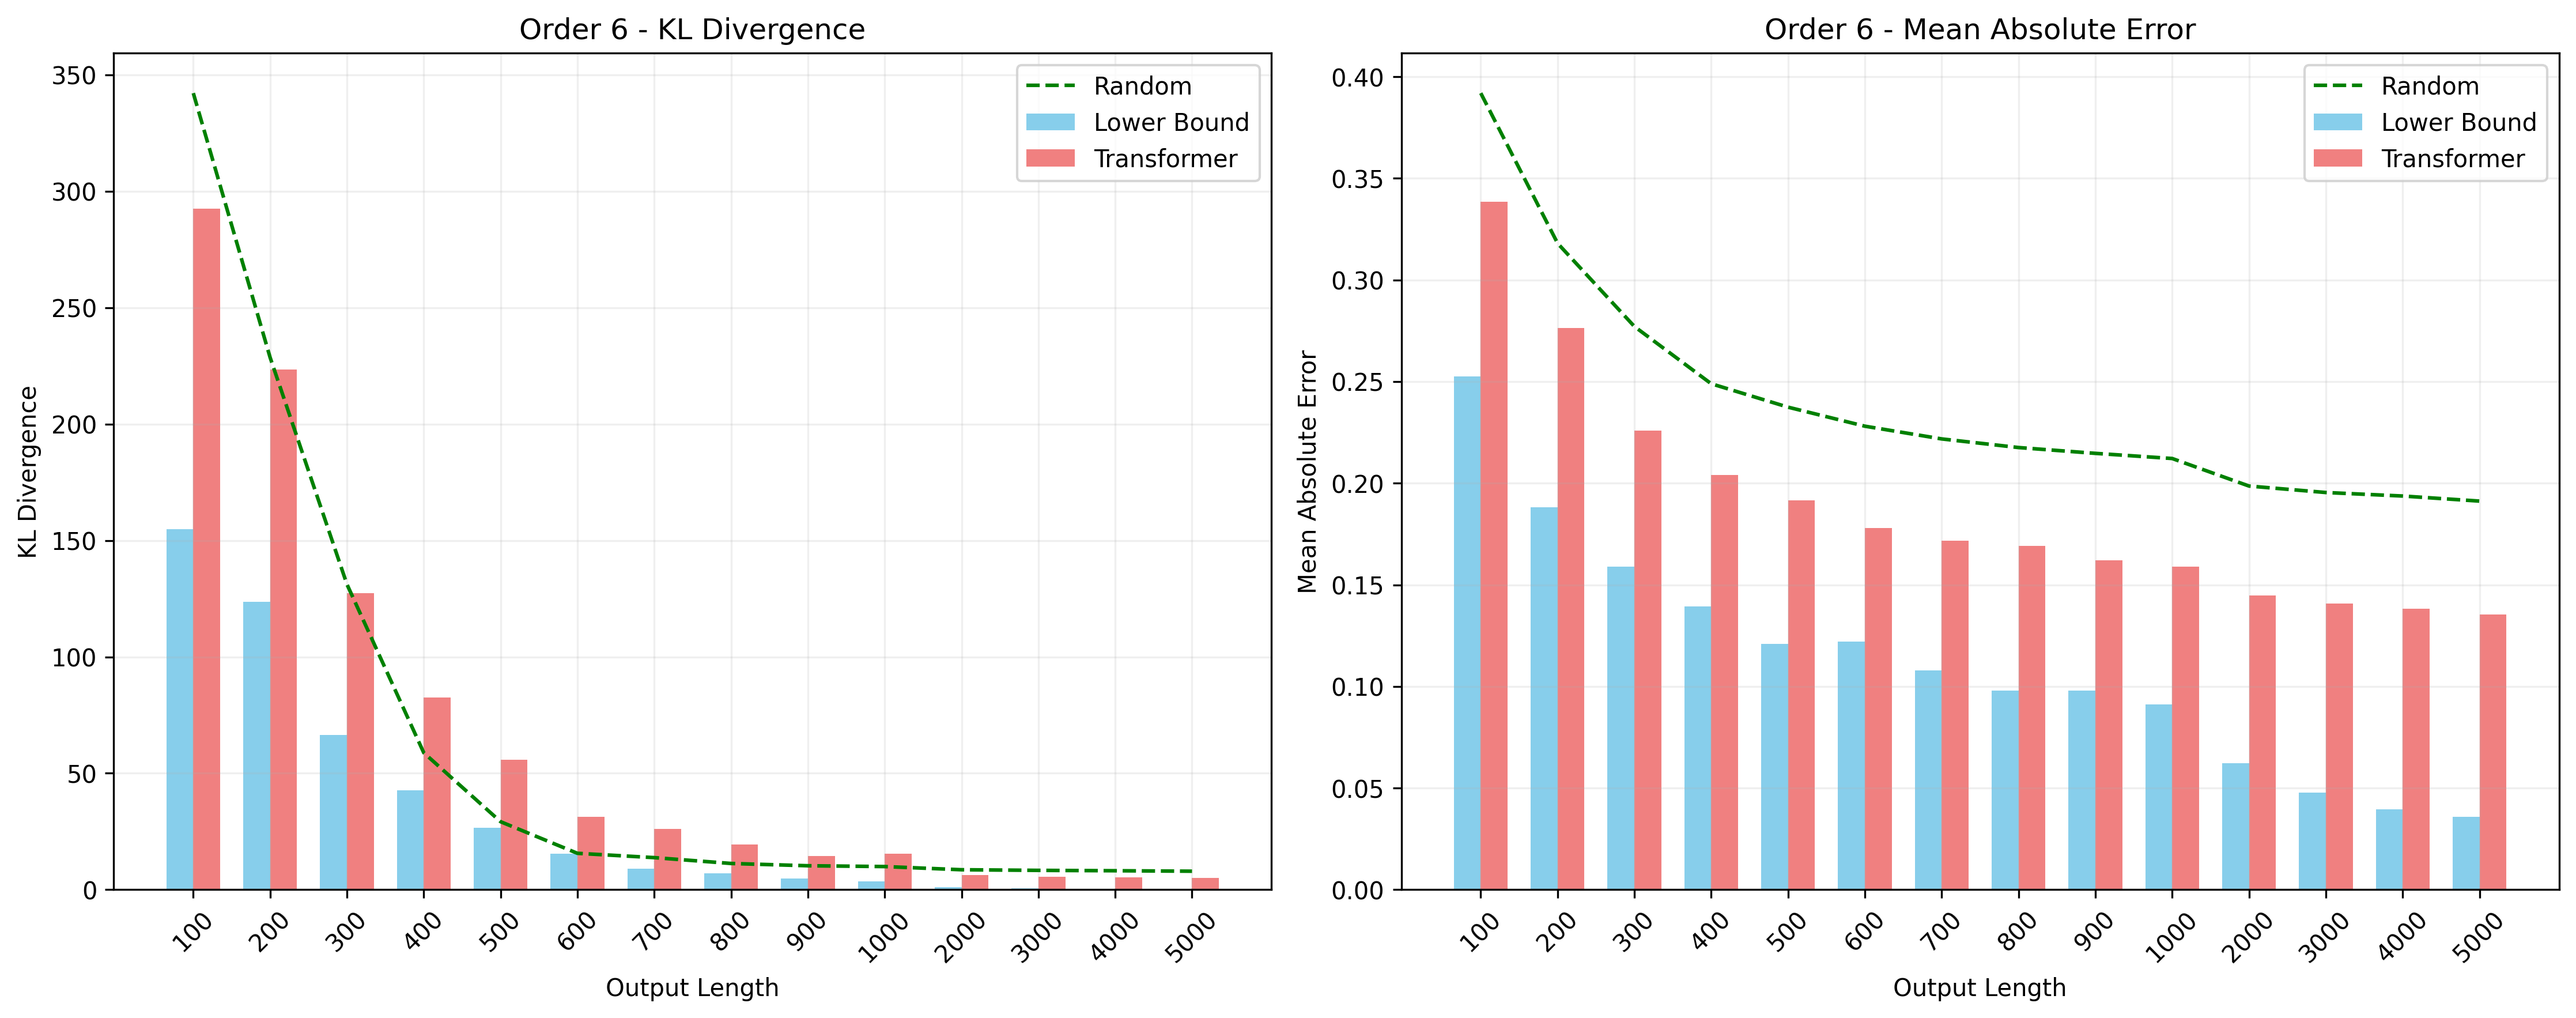 Order 6 - KL Divergence
KL Divergence
350
300
250
200
150
100
50
0
Random
Lower Bound
Transformer
100 200 300 400 500 600 700 800 900 1000 2000 3000 4000 5000
Output Length
Order 6 - Mean Absolute Error
Mean Absolute Error
0.40
0.35
0.30
0.25
0.20
0.15
0.10
0.05
0.00
Random
Lower Bound
Transformer
100 200 300 400 500 600 700 800 900 1000 2000 3000 4000 5000
Output Length